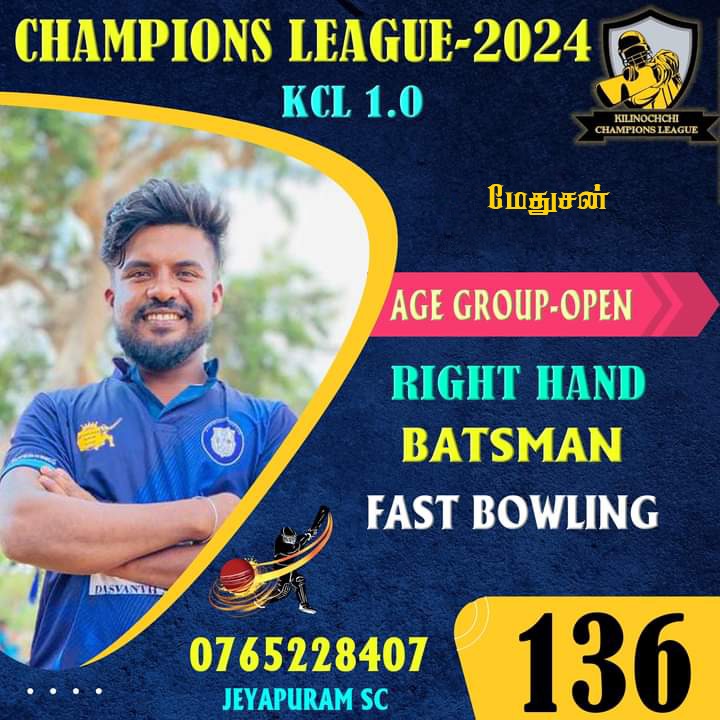 CHAMPIONS LEAGUE-2024
KCL 1.0
KILINOCHCHI
CHAMPIONS LEAGUE
மேதுசன்
AGE GROUP-OPEN
RIGHT HAND
BATSMAN
FAST BOWLING
DASVANTH
0765228407
JEYAPURAM SC
136